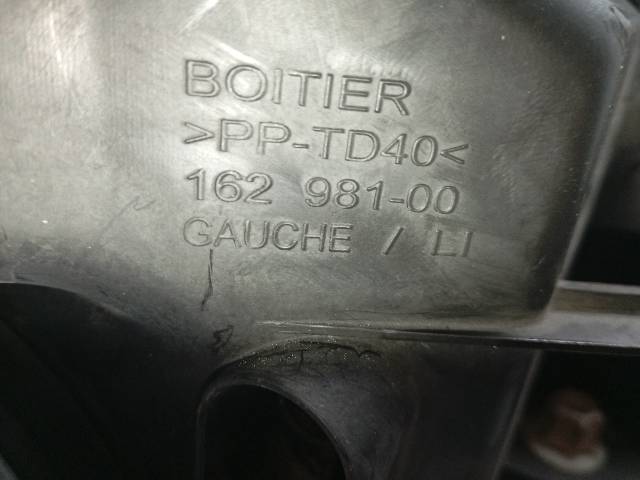 BOITIER
>PP-TD40<
162 981-00
GAUCHE / LI